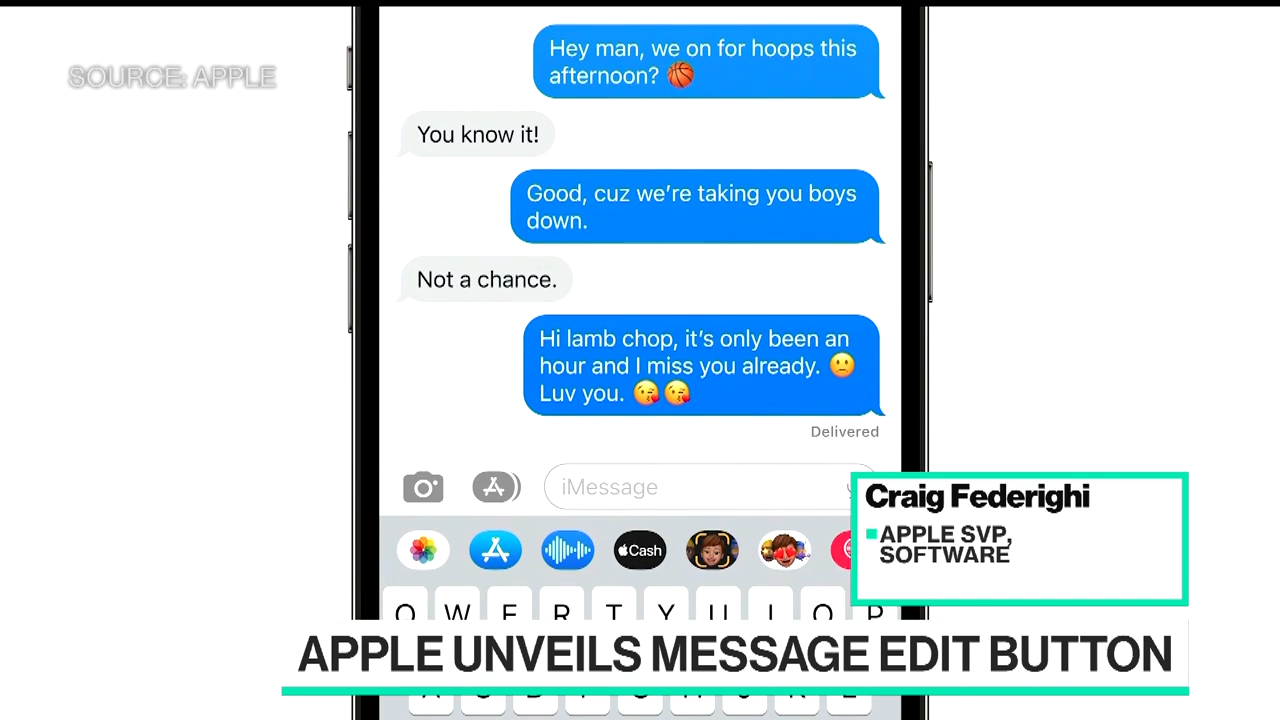 SOURCE: APPLE
Hey man, we on for hoops this
afternoon? 🏀
You know it!
Good, cuz we’re taking you boys
down.
Not a chance.
Hi lamb chop, it’s only been an
hour and I miss you already. 🙁
Luv you. 😘😘
Delivered
iMessage
Cash
Craig Federighi
APPLE SVP,
SOFTWARE
Q W E R T Y U I O P
APPLE UNVEILS MESSAGE EDIT BUTTON